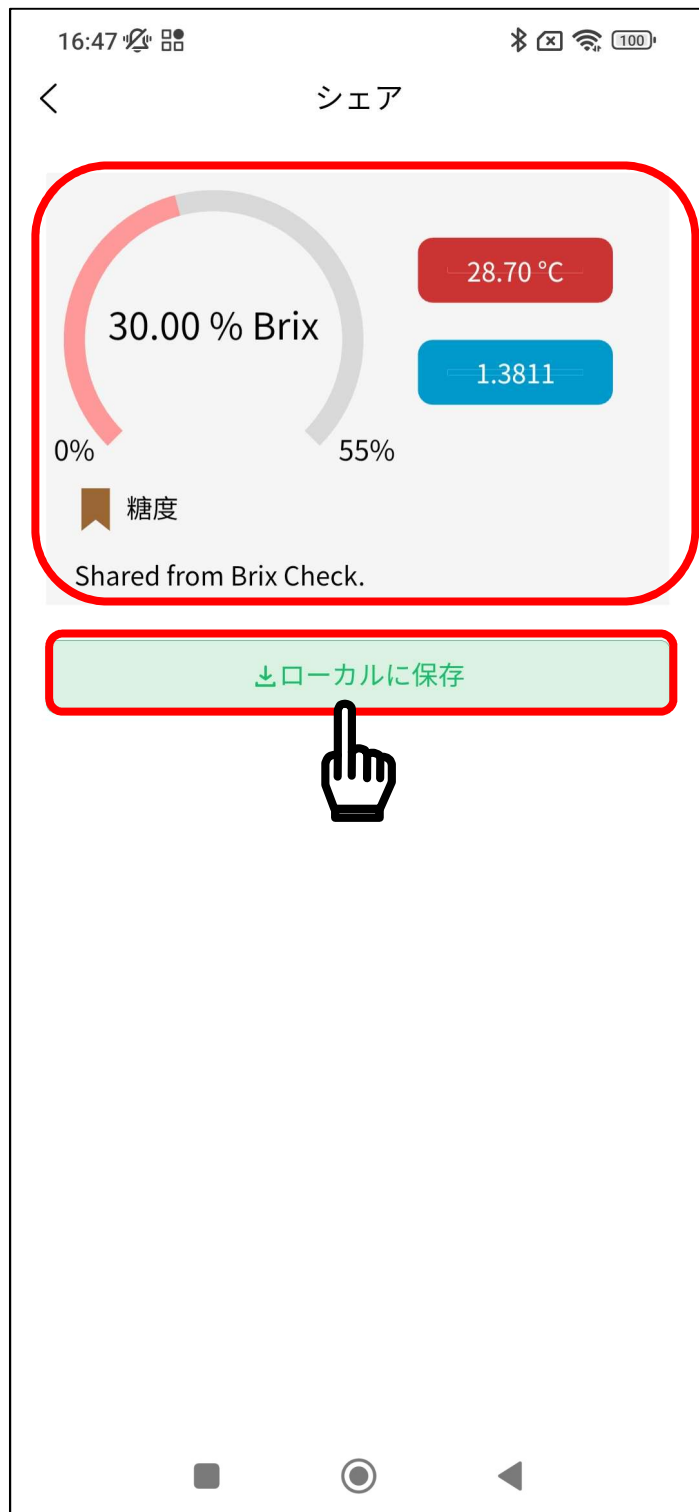 16:47
100
シェア
28.70 °C
30.00 % Brix
1.3811
0%
55%
糖度
Shared from Brix Check.
ローカルに保存